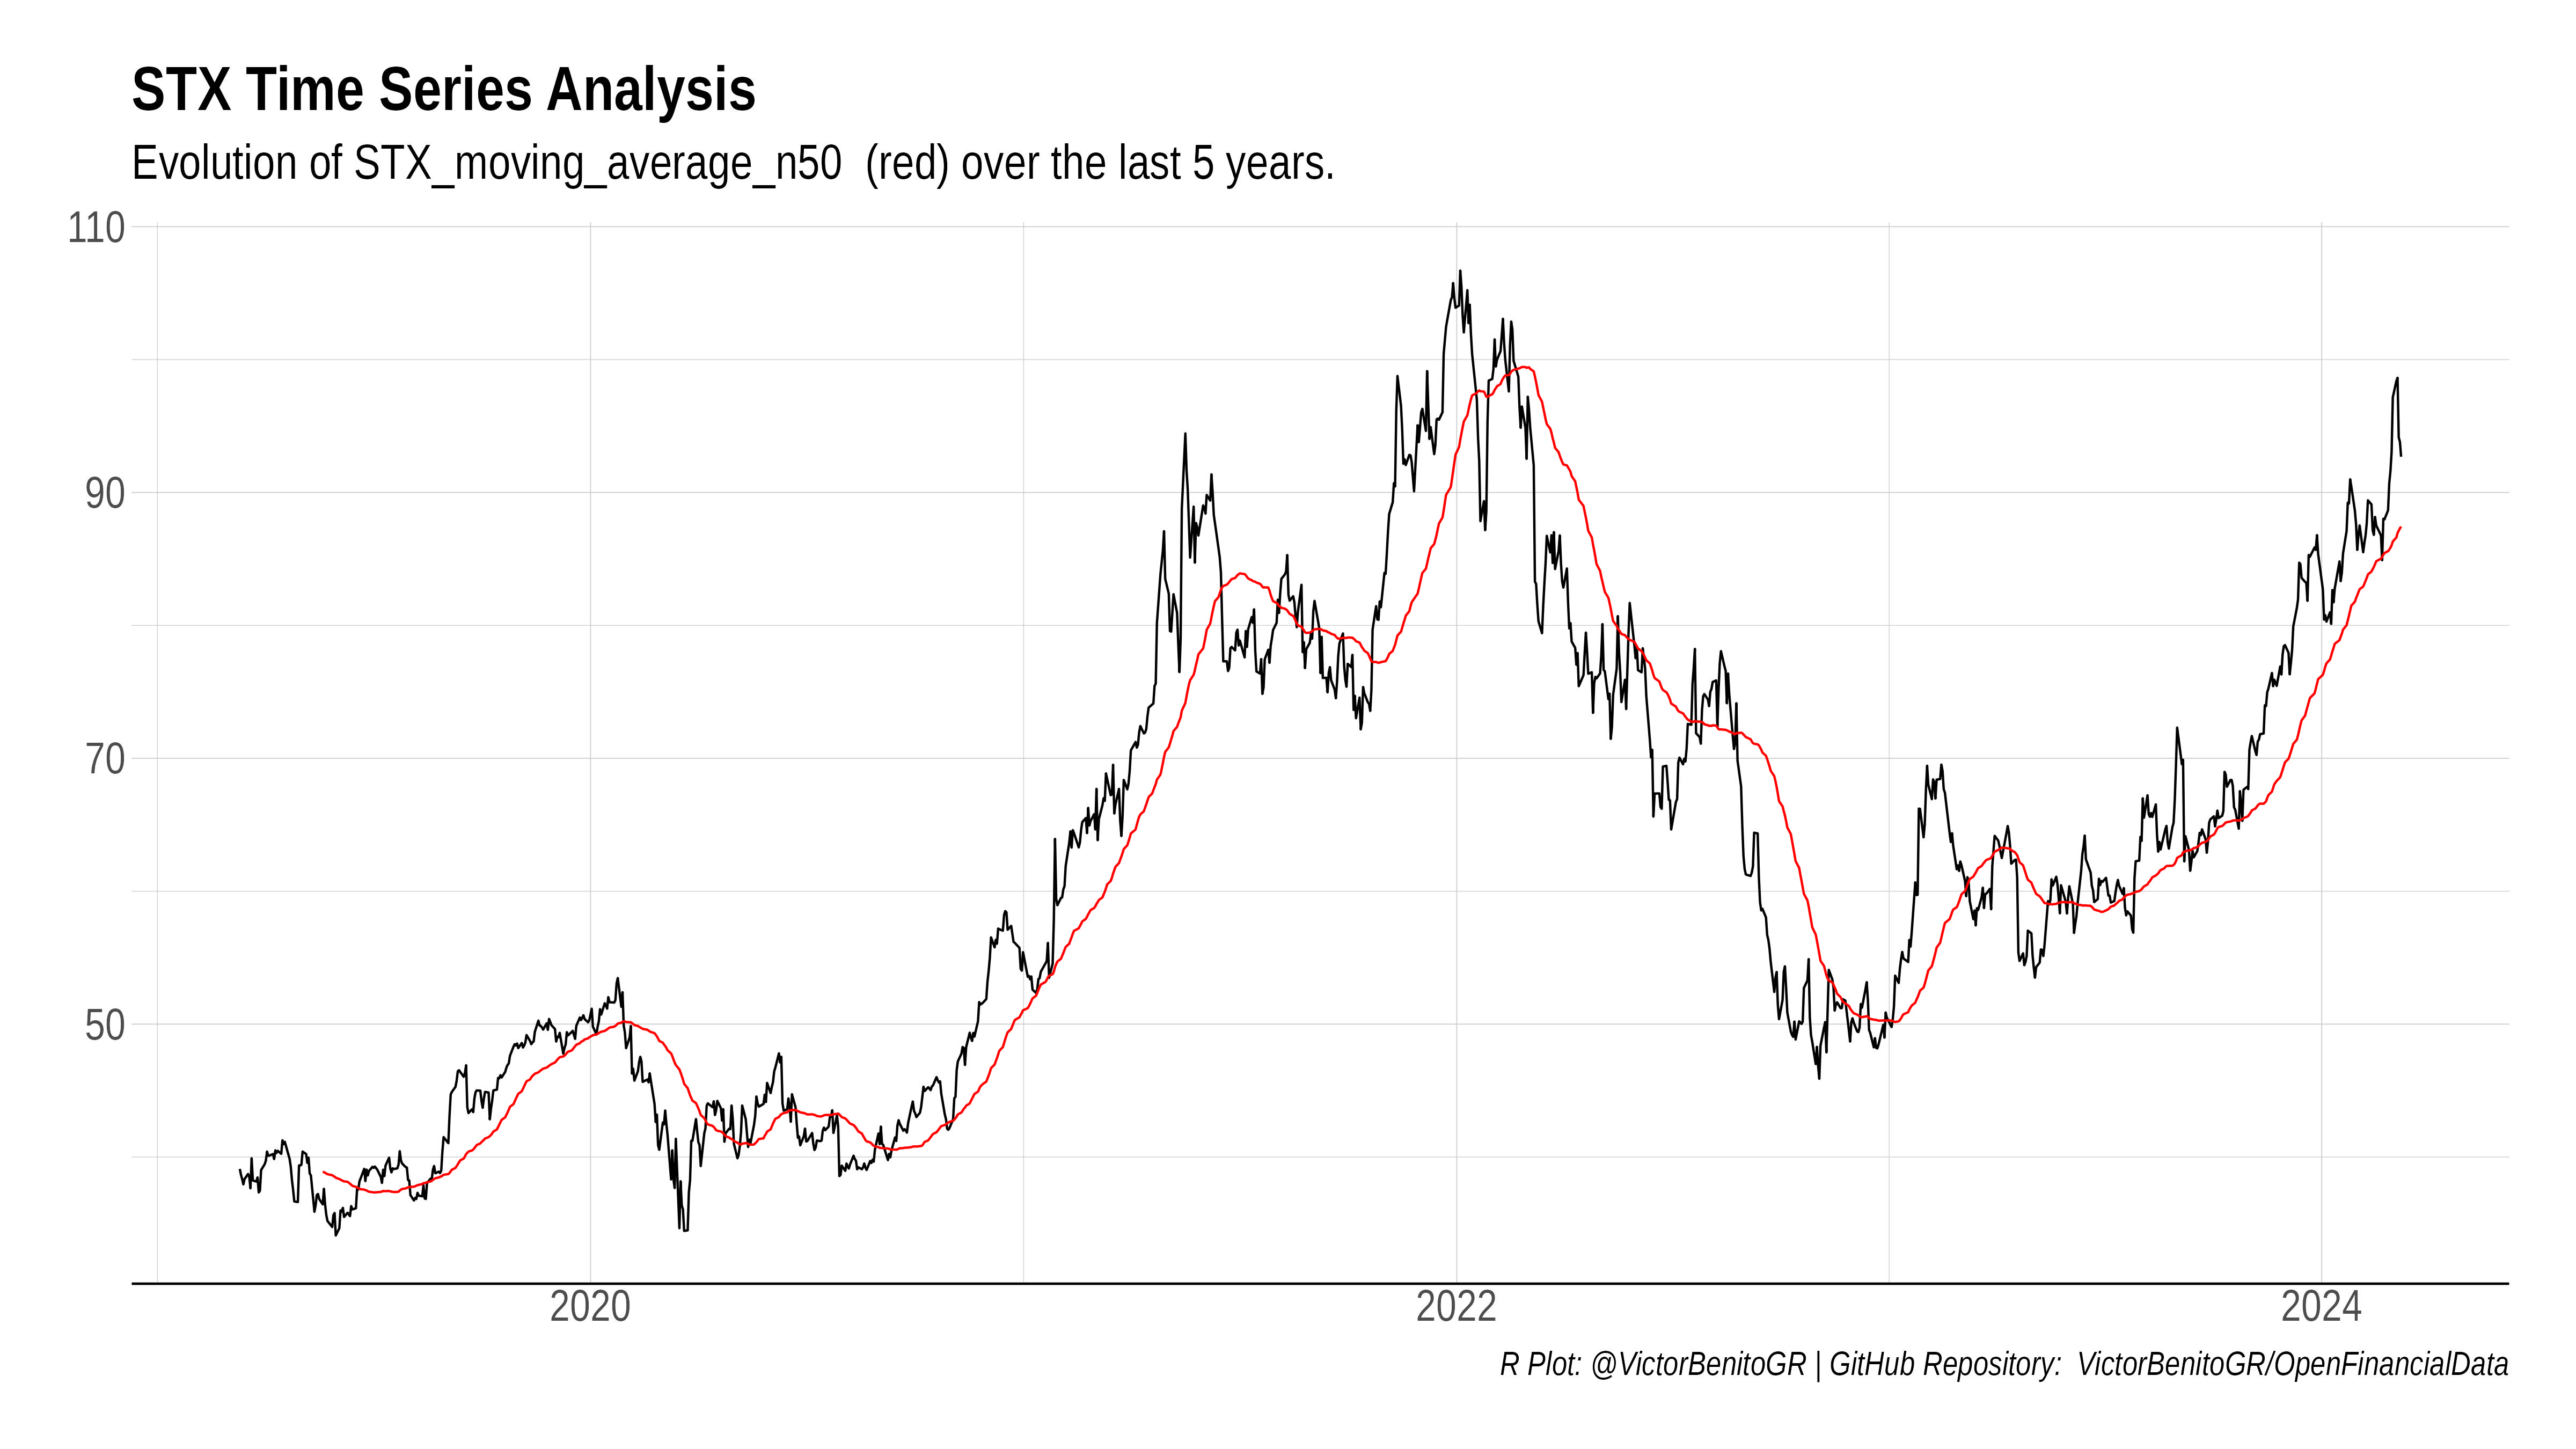 STX Time Series Analysis
Evolution of STX_moving_average_n50  (red) over the last 5 years.
110
90
70
50
2020 2022 2024
R Plot: @VictorBenitoGR | GitHub Repository:  VictorBenitoGR/OpenFinancialData